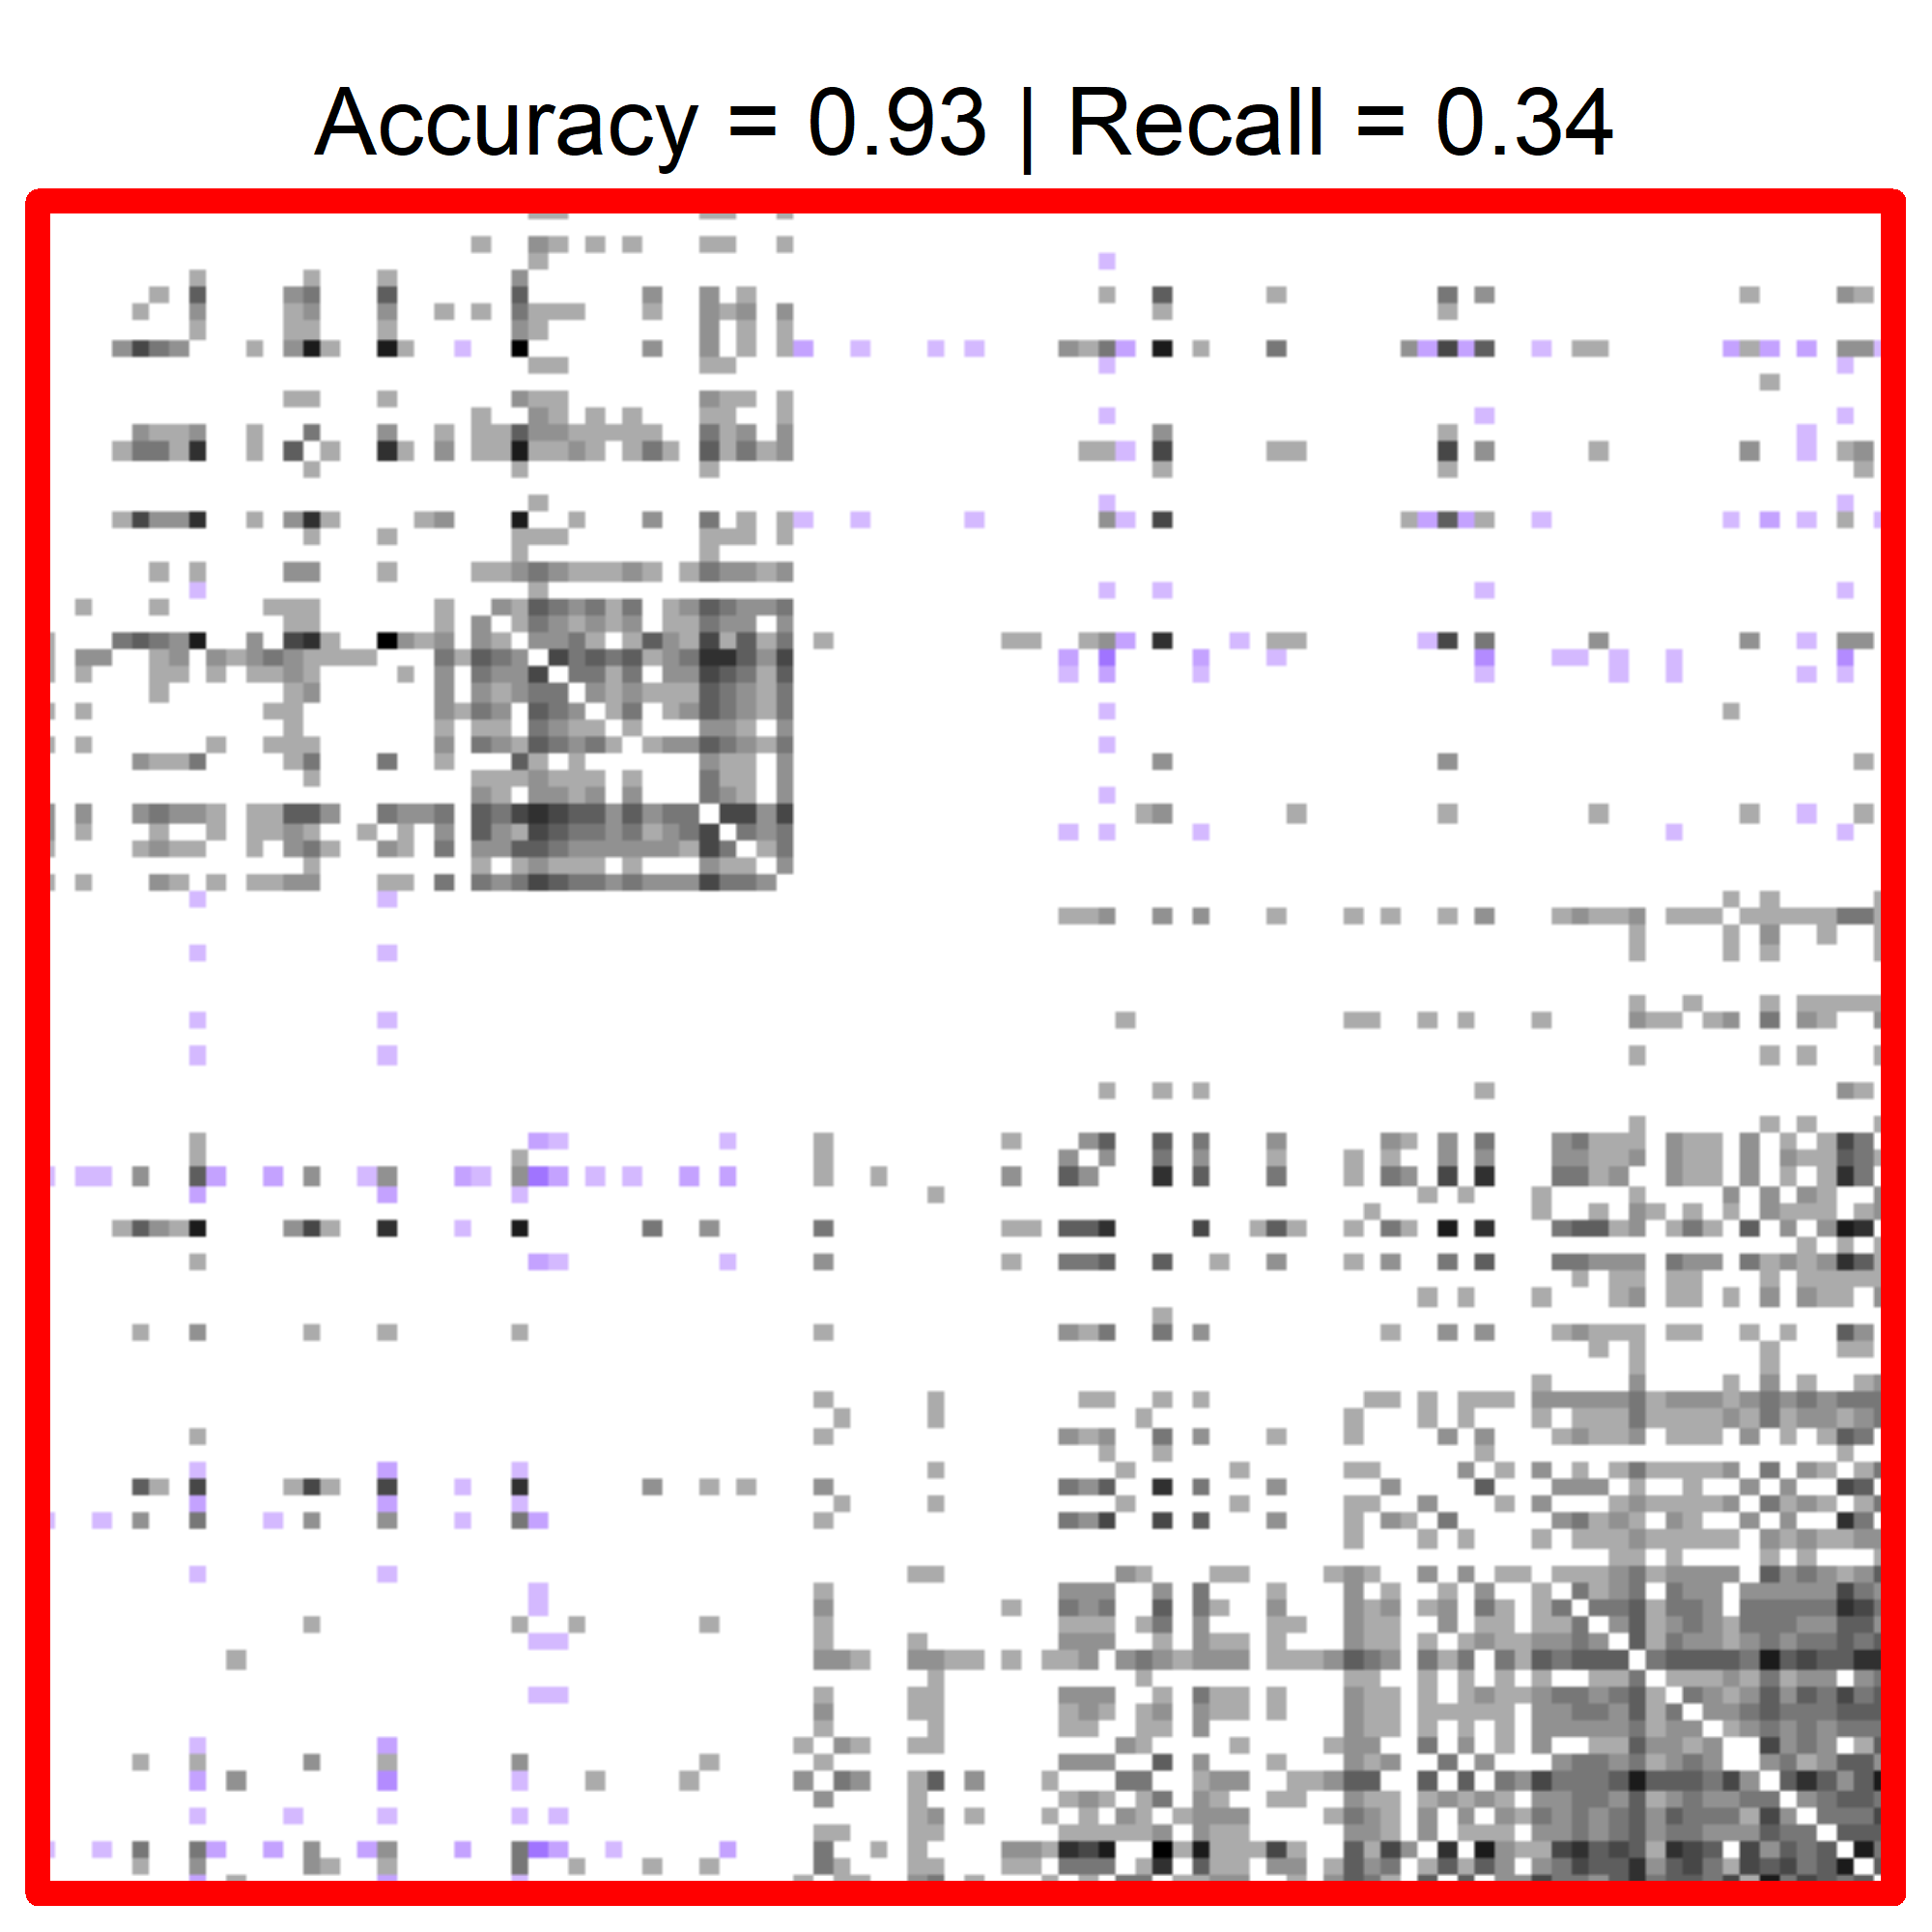 Accuracy = 0.93 | Recall = 0.34